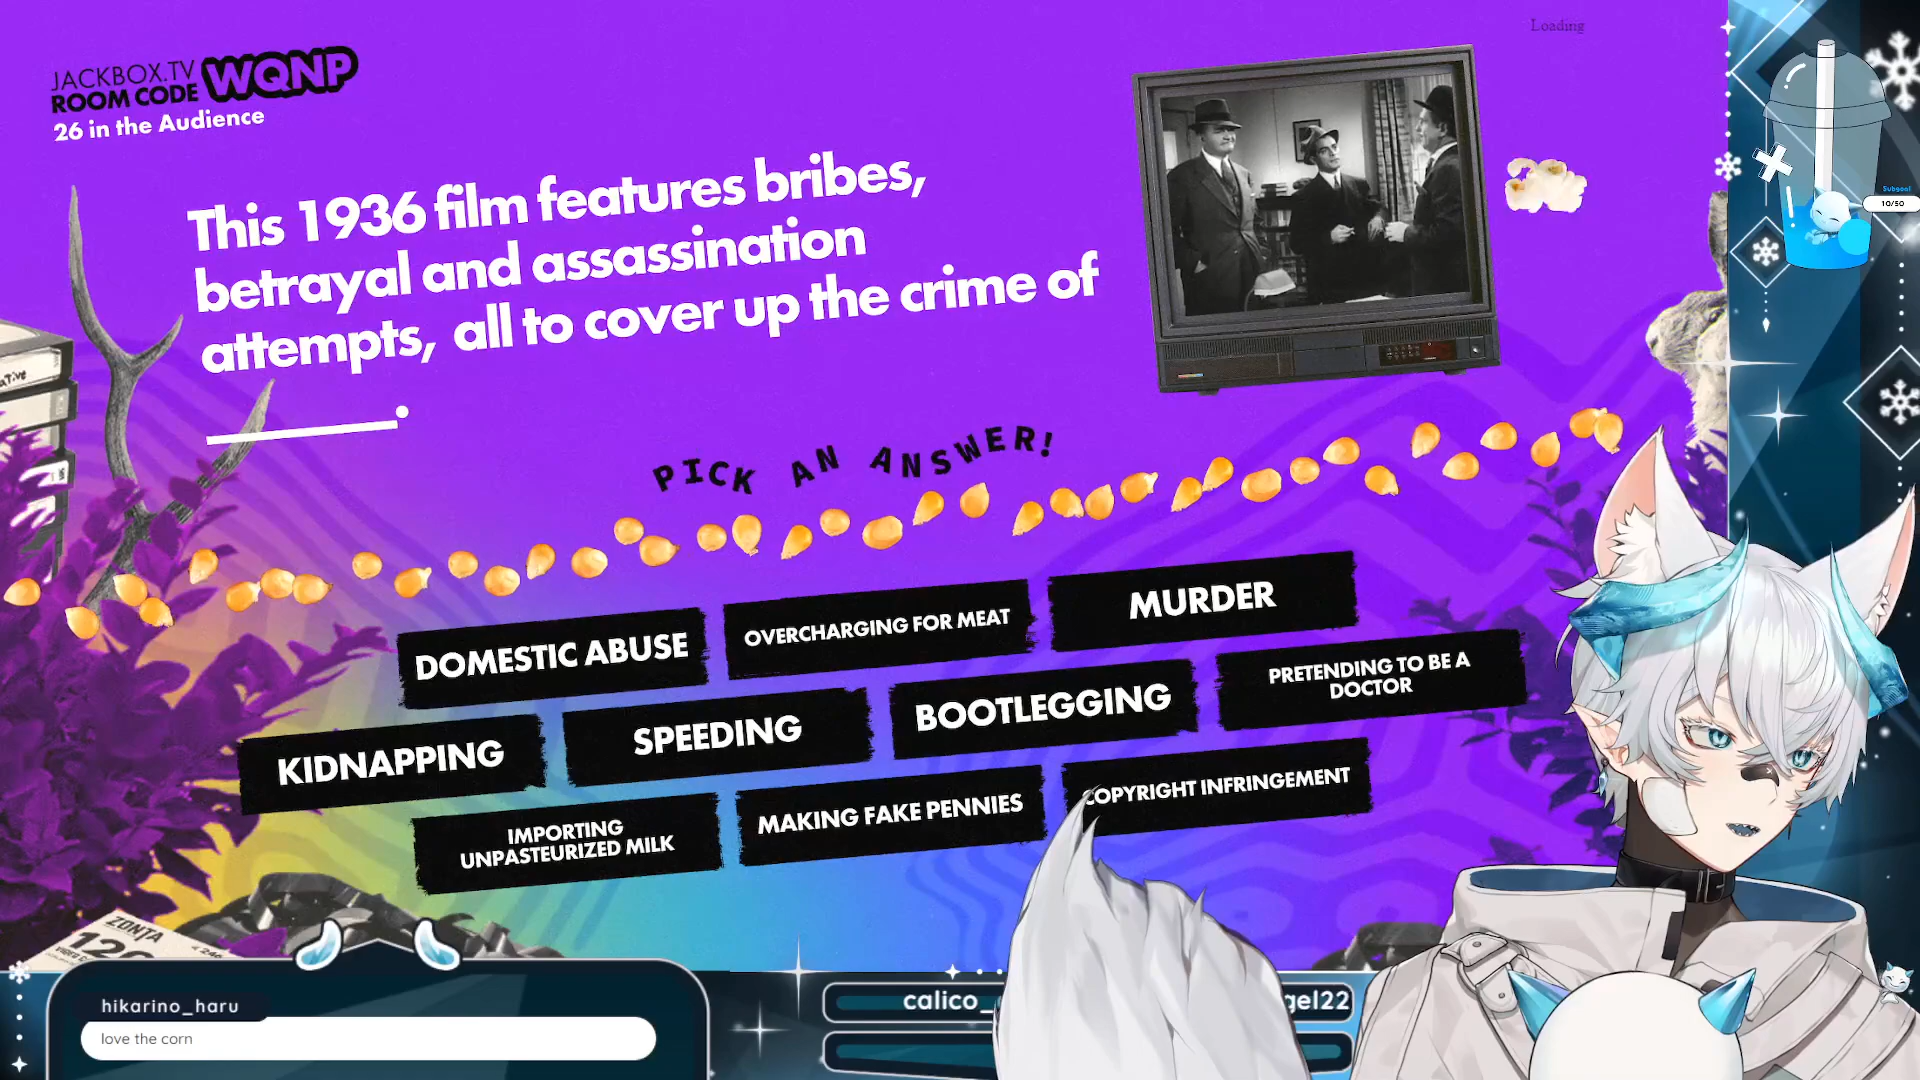 Loading
JACKBOX.TV
ROOM CODE WQNP
26 in the Audience
This 1936 film features bribes,
betrayal and assassination
attempts, all to cover up the crime of
____.
PICK AN ANSWER!
DOMESTIC ABUSE
OVERCHARGING FOR MEAT
MURDER
KIDNAPPING
SPEEDING
BOOTLEGGING
PRETENDING TO BE A
DOCTOR
IMPORTING
UNPASTEURIZED MILK
MAKING FAKE PENNIES
COPYRIGHT INFRINGEMENT
Subgoal
10/50
ZONTA
hikarino_haru
love the corn
calico_
gel22